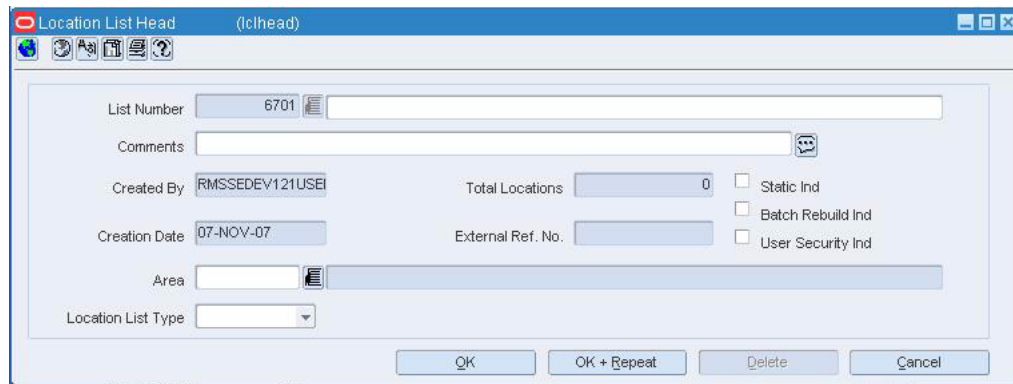 Location List Head (lclhead)
List Number 6701
Comments
Created By RMSSEDEV121USE Total Locations 0 Static Ind
Batch Rebuild Ind
Creation Date 07-NOV-07 External Ref. No. User Security Ind
Area
Location List Type
OK OK + Repeat Delete Cancel